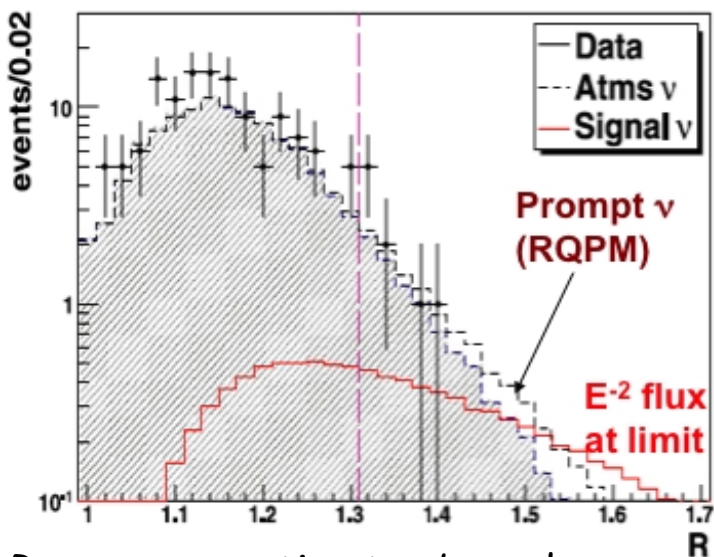 events/0.02
10
1
10⁻¹
Data
Atms ν
Signal ν
Prompt ν
(RQPM)
E⁻² flux
at limit
1 1.1 1.2 1.3 1.4 1.5 1.6 1.7
R